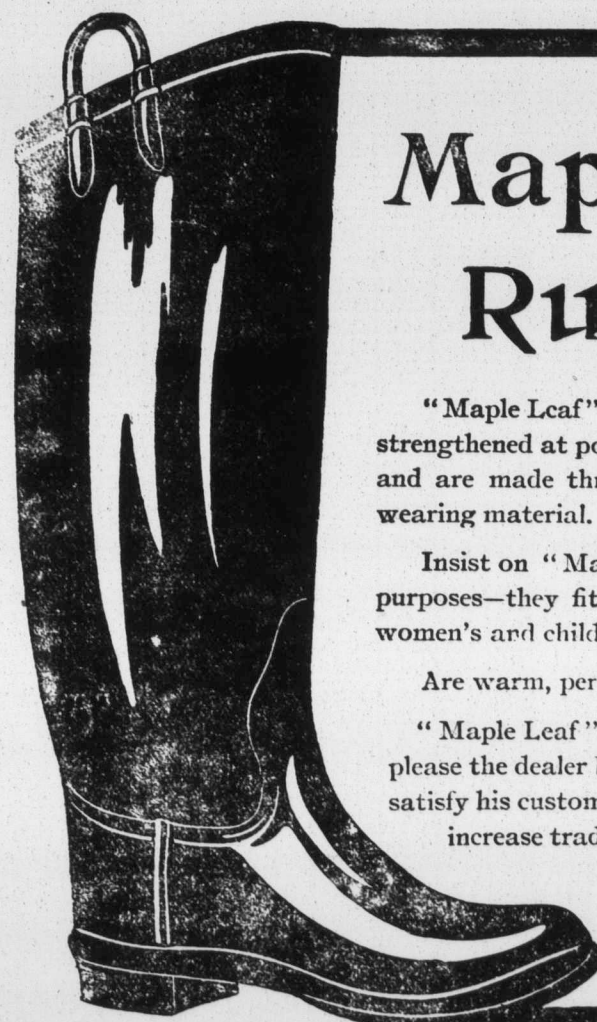 Map
Ru
"Maple Leaf"
strengthened at po
and are made thr
wearing material.
Insist on "Ma
purposes—they fit
women's and child
Are warm, per
"Maple Leaf"
please the dealer
satisfy his custom
increase trad